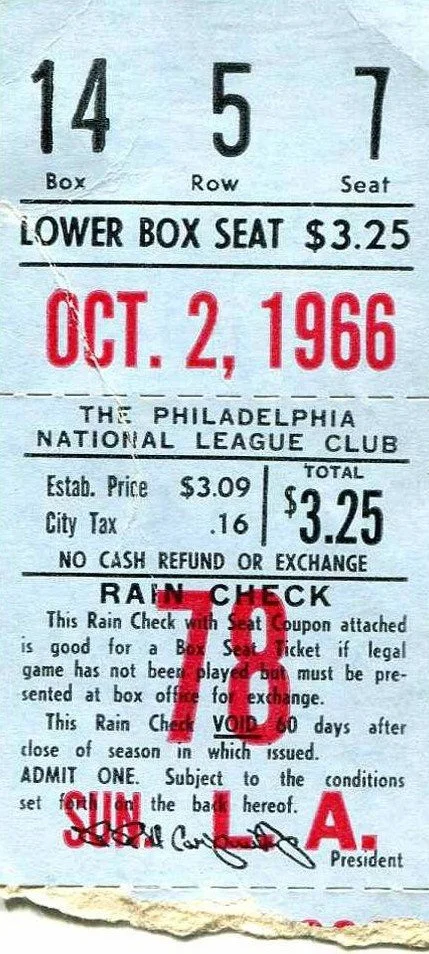 14 5 7
Box Row Seat
LOWER BOX SEAT $3.25
OCT. 2, 1966
THE PHILADELPHIA
NATIONAL LEAGUE CLUB
Estab. Price $3.09
City Tax .16
TOTAL
$3.25
NO CASH REFUND OR EXCHANGE
RAIN CHECK
78
This Rain Check with Seat Coupon attached
is good for a Box Seat Ticket if legal
game has not been played but must be pre-
sented at box office for exchange.
This Rain Check VOID 60 days after
close of season in which issued.
ADMIT ONE. Subject to the conditions
set forth on the back hereof.
SUN. L.A.
President